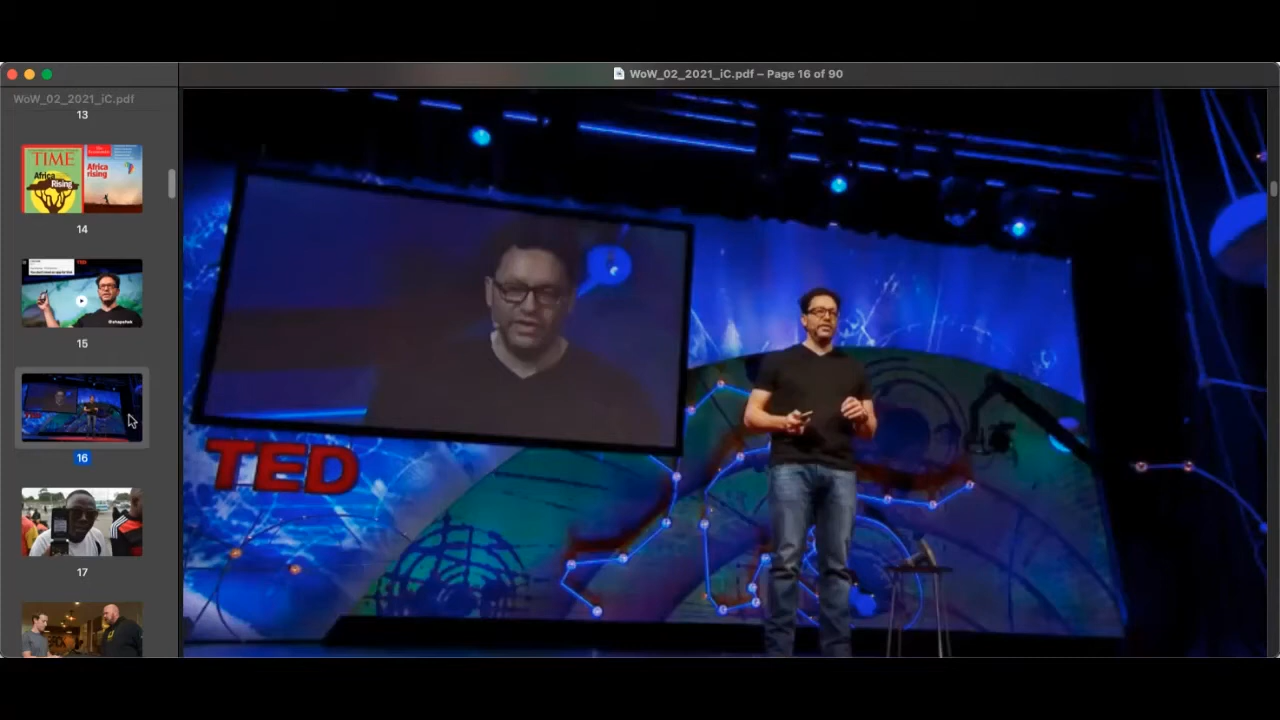 WoW_02_2021_iC.pdf – Page 16 of 90
WoW_02_2021_iC.pdf
13
TIME
Africa
Rising
Africa
rising
14
TED
15
16
17
TED